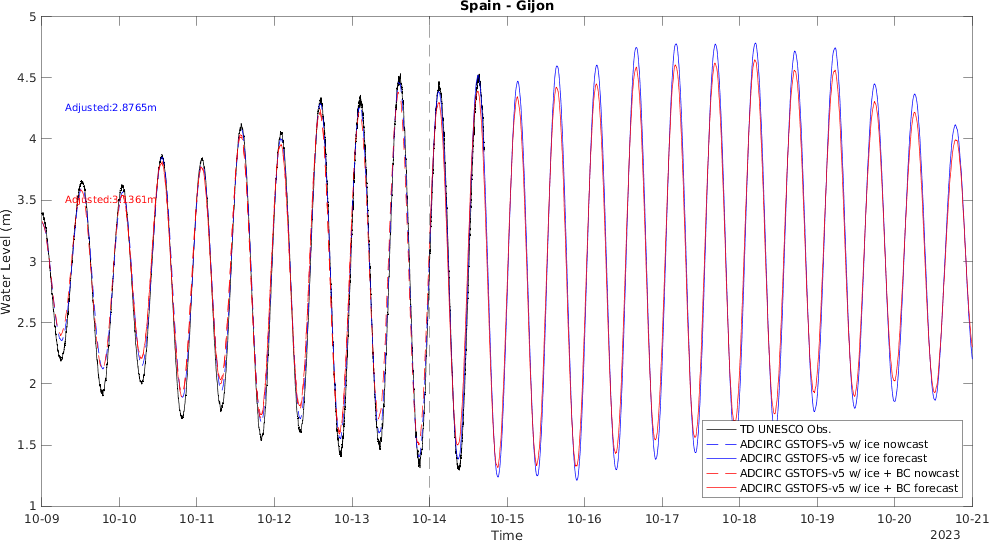 Spain - Gijon
5
4.5
4
3.5
3
2.5
2
1.5
1
Water Level (m)
Adjusted:2.8765m
Adjusted:3.1361m
TD UNESCO Obs.
ADCIRC GSTOFS-v5 w/ ice nowcast
ADCIRC GSTOFS-v5 w/ ice forecast
ADCIRC GSTOFS-v5 w/ ice + BC nowcast
ADCIRC GSTOFS-v5 w/ ice + BC forecast
10-09 10-10 10-11 10-12 10-13 10-14 10-15 10-16 10-17 10-18 10-19 10-20 10-21
Time
2023